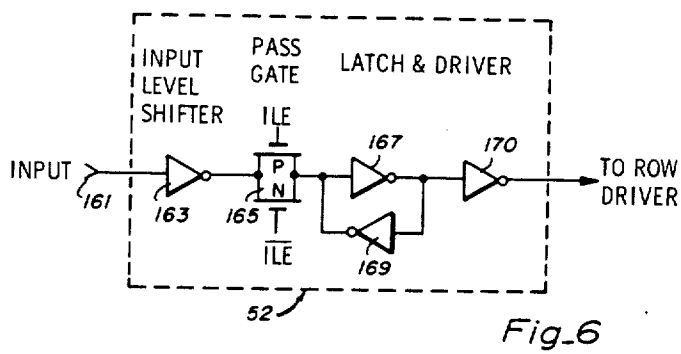 INPUT
LEVEL
SHIFTER
PASS
GATE
LATCH & DRIVER
ILE
INPUT
161
163
165
P
N
I̅L̅E̅
167
169
170
TO ROW
DRIVER
52
Fig_6